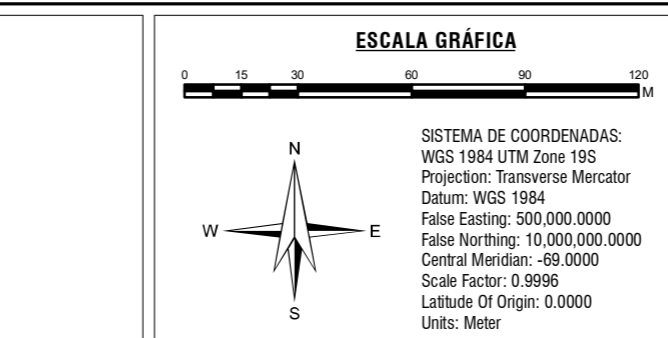 ESCALA GRÁFICA
0 15 30 60 90 120
M
N
W E
S
SISTEMA DE COORDENADAS:
WGS 1984 UTM Zone 19S
Projection: Transverse Mercator
Datum: WGS 1984
False Easting: 500,000.0000
False Northing: 10,000,000.0000
Central Meridian: -69.0000
Scale Factor: 0.9996
Latitude Of Origin: 0.0000
Units: Meter